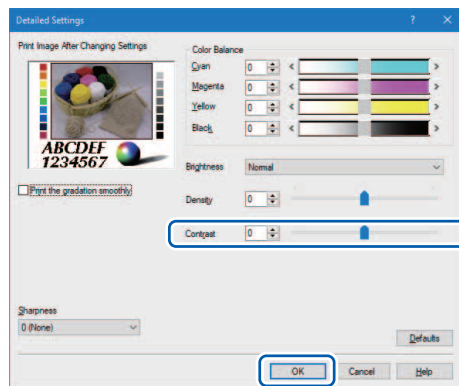 Detailed Settings
Print Image After Changing Settings
ABCDEF
1234567
Print the gradation smoothly
Sharpness
0 (None)
Color Balance
Cyan 0
Magenta 0
Yellow 0
Black 0
Brightness Normal
Density 0
Contrast 0
Defaults
OK Cancel Help